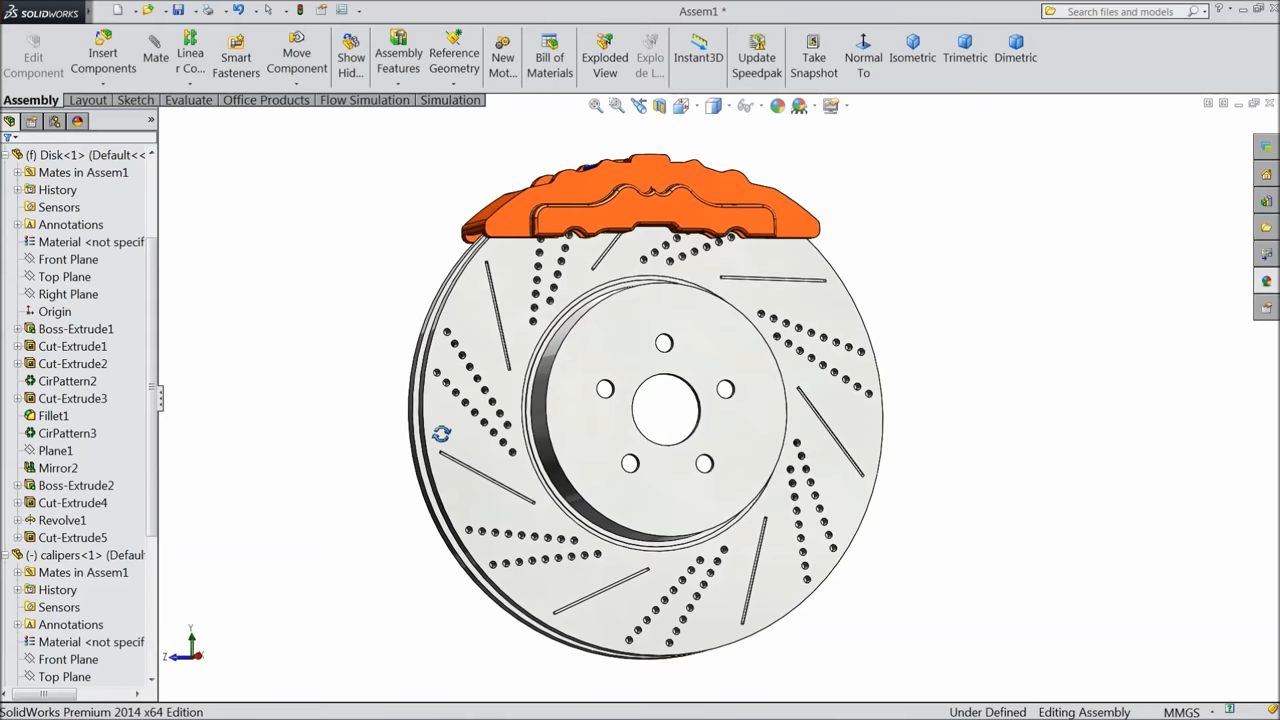 SOLIDWORKS
Assem1 *
Search files and models
Edit
Component
Insert
Components
Mate
Linea
r Co...
Smart
Fasteners
Move
Component
Show
Hid...
Assembly
Features
Reference
Geometry
New
Mot...
Bill of
Materials
Exploded
View
Explo
de L...
Instant3D
Update
Speedpak
Take
Snapshot
Normal
To
Isometric
Trimetric
Dimetric
Assembly
Layout
Sketch
Evaluate
Office Products
Flow Simulation
Simulation
(f) Disk<1> (Default<<
Mates in Assem1
History
Sensors
Annotations
Material <not specif
Front Plane
Top Plane
Right Plane
Origin
Boss-Extrude1
Cut-Extrude1
Cut-Extrude2
CirPattern2
Cut-Extrude3
Fillet1
CirPattern3
Plane1
Mirror2
Boss-Extrude2
Cut-Extrude4
Revolve1
Cut-Extrude5
(-) calipers<1> (Defaul
Mates in Assem1
History
Sensors
Annotations
Material <not specif
Front Plane
Top Plane
Y
Z
X
SolidWorks Premium 2014 x64 Edition
Under Defined
Editing Assembly
MMGS